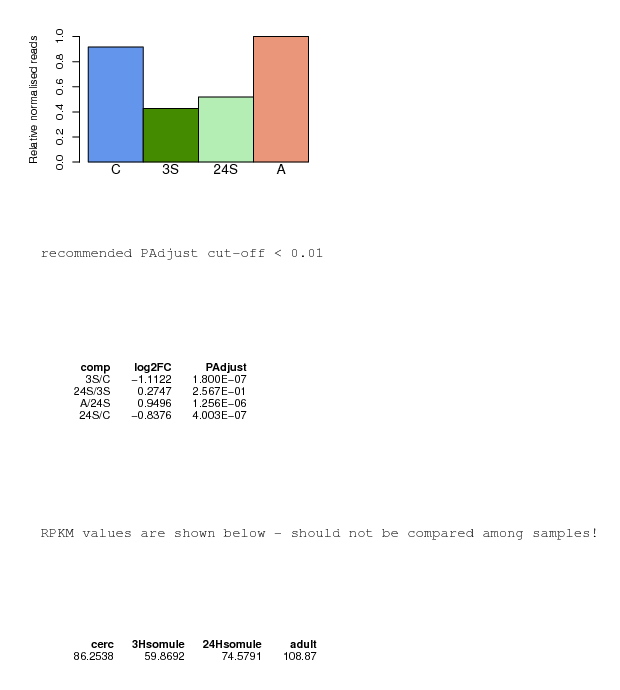 Relative normalised reads
1.0
0.8
0.6
0.4
0.2
0.0
C 3S 24S A
recommended PAdjust cut-off < 0.01
comp log2FC PAdjust
3S/C −1.1122 1.800E−07
24S/3S 0.2747 2.567E−01
A/24S 0.9496 1.256E−06
24S/C −0.8376 4.003E−07
RPKM values are shown below - should not be compared among samples!
cerc 3Hsomule 24Hsomule adult
86.2538 59.8692 74.5791 108.87